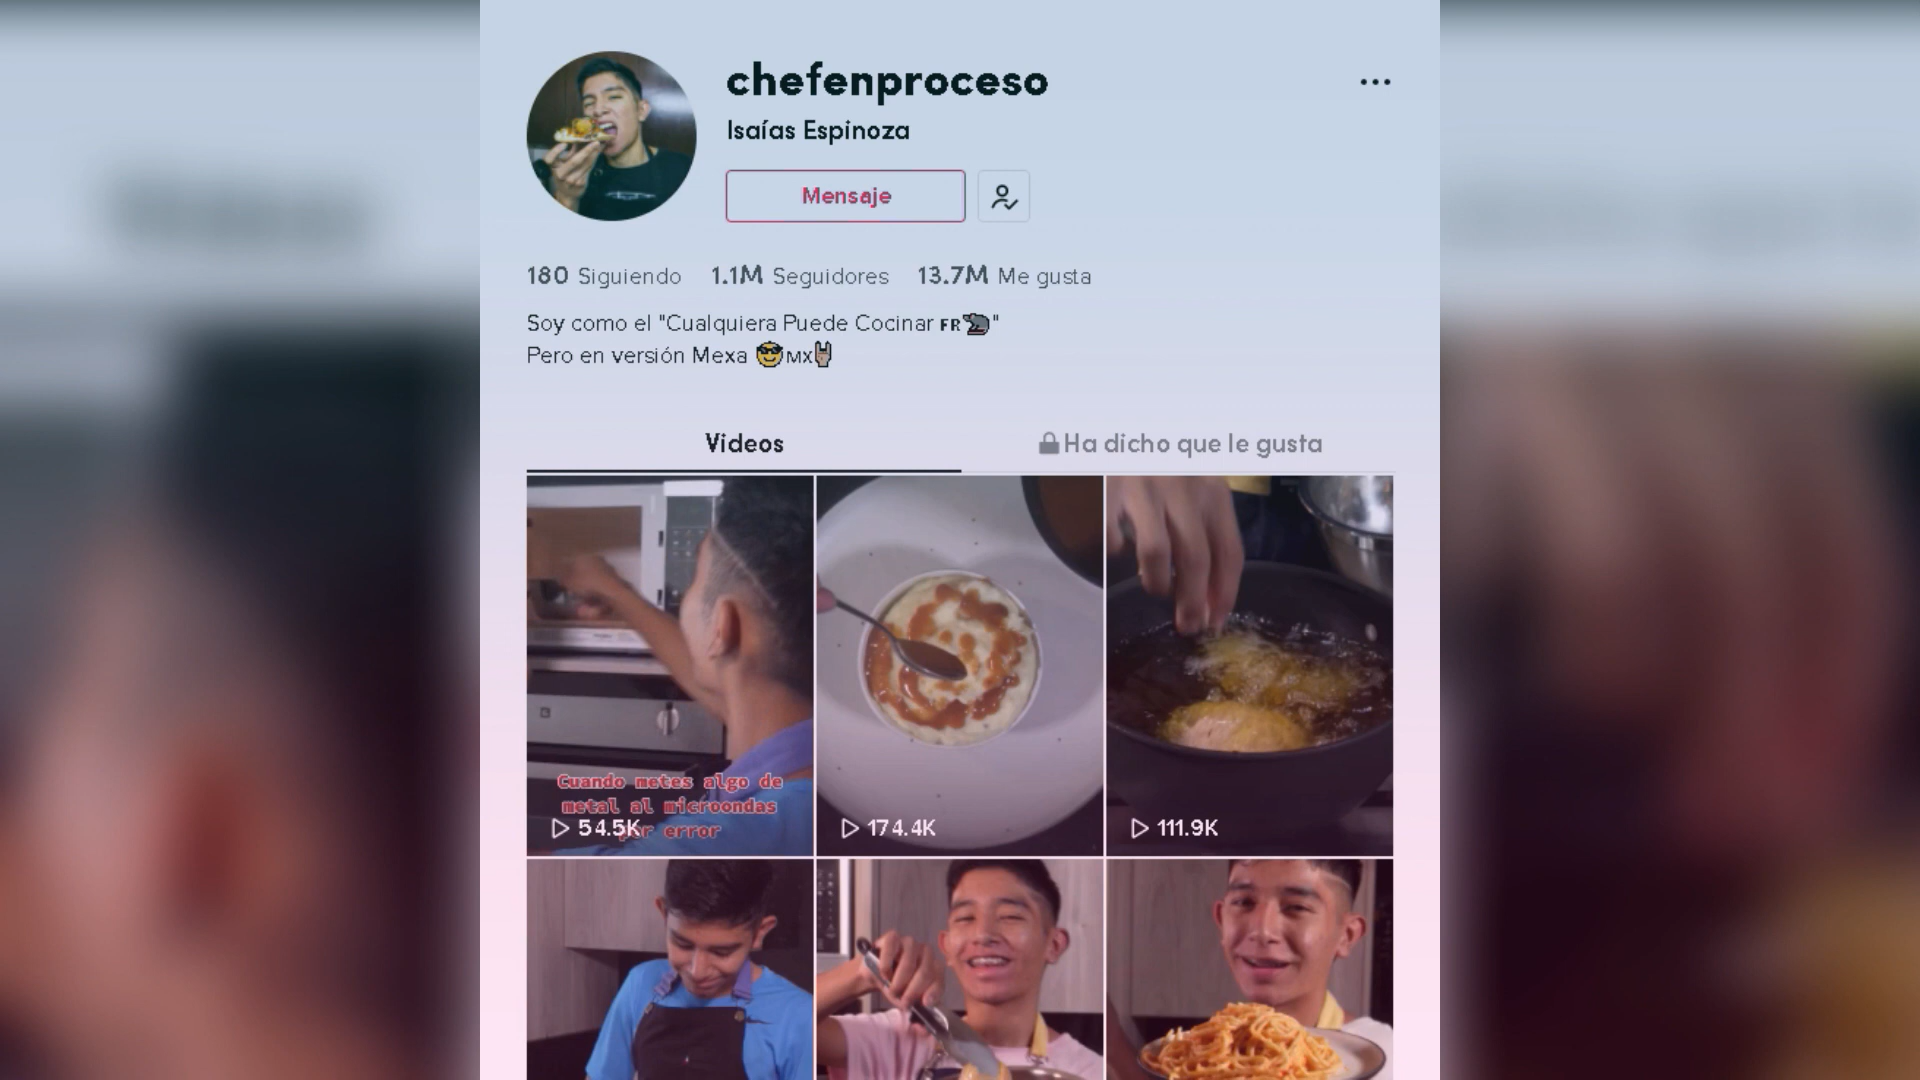 chefenproceso
Isaías Espinoza
Mensaje
180 Siguiendo 1.1M Seguidores 13.7M Me gusta
Soy como el "Cualquiera Puede Cocinar FR🐀"
Pero en versión Mexa 😎MX🤘
Videos
Ha dicho que le gusta
Cuando metes algo de
metal al microondas
por error
54.5K
174.4K
111.9K